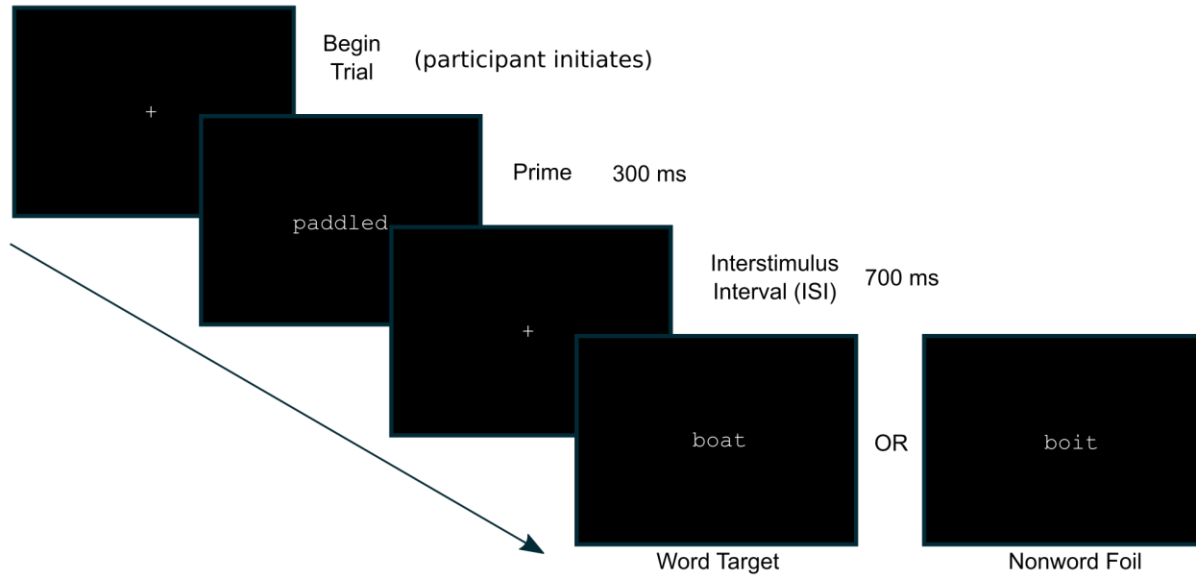 Begin
Trial
(participant initiates)
+
paddled
Prime
300 ms
+
Interstimulus
Interval (ISI)
700 ms
boat
OR
boit
Word Target
Nonword Foil